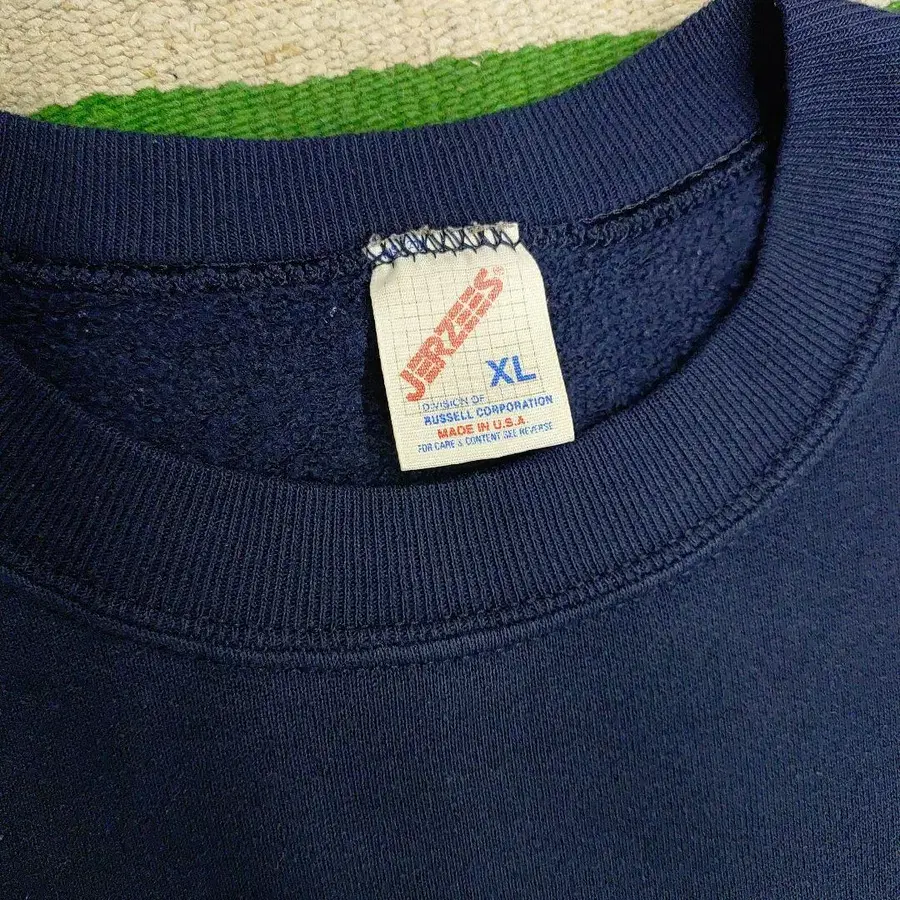 JERZEES
XL
DIVISION OF
RUSSELL CORPORATION
MADE IN U.S.A.
FOR CARE & CONTENT SEE REVERSE